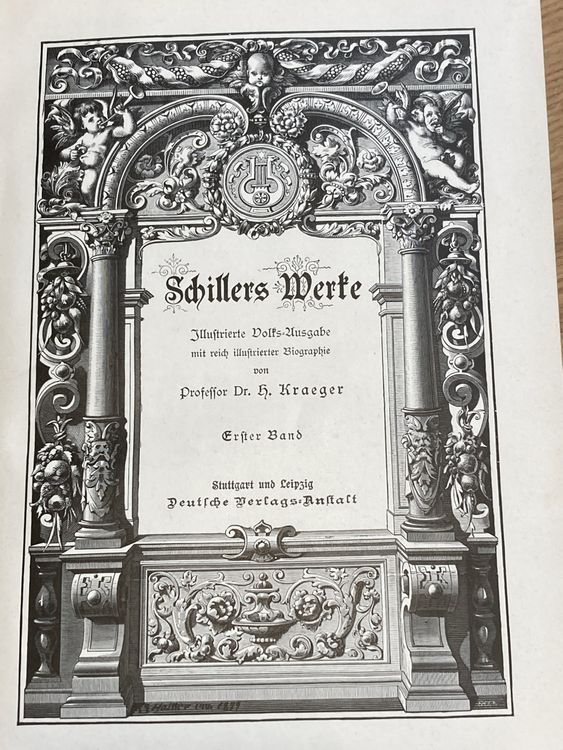 Schillers Werke
Illustrierte Volks-Ausgabe
mit reich illustrierter Biographie
von
Professor Dr. H. Kraeger
Erster Band
Stuttgart und Leipzig
Deutsche Verlags-Anstalt